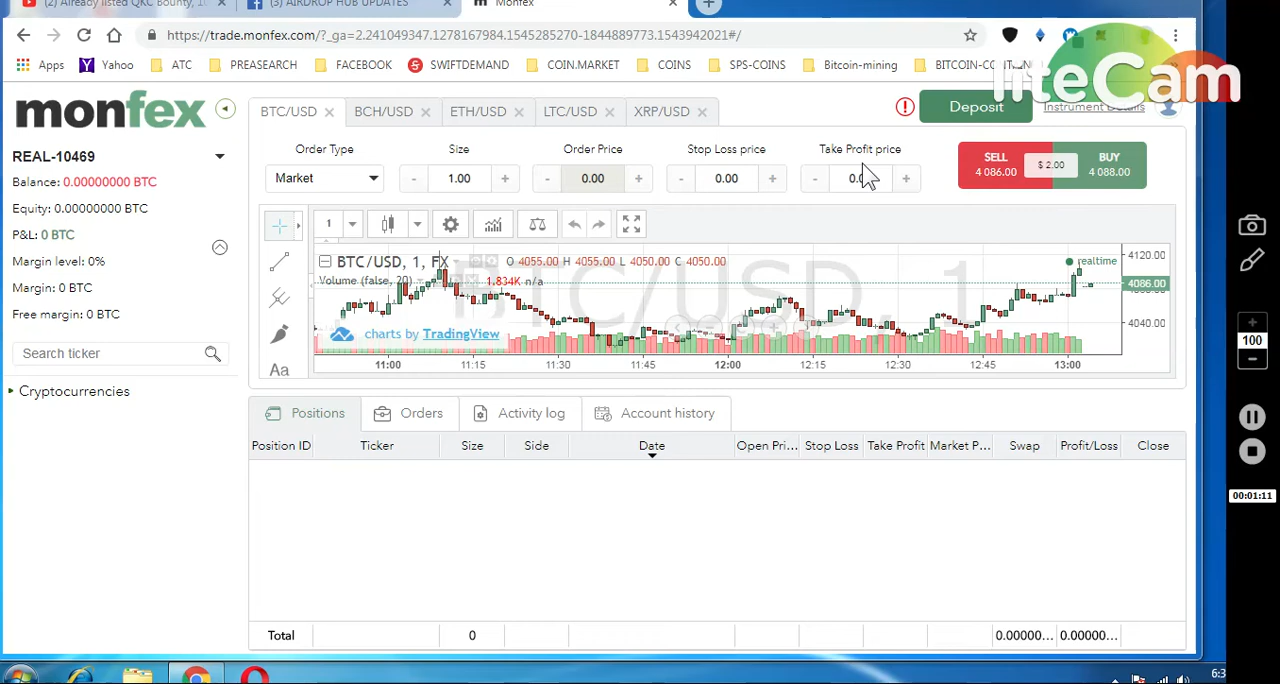 (2) Already listed QKC Bounty, 10
(3) AIRDROP HUB UPDATES
Monfex
https://trade.monfex.com/?_ga=2.241049347.1278167984.1545285270-1844889773.1543942021#/
Apps Yahoo ATC PREASEARCH FACEBOOK SWIFTDEMAND COIN.MARKET COINS SPS-COINS Bitcoin-mining
liteCam
monfex
BTC/USD BCH/USD ETH/USD LTC/USD XRP/USD
Deposit
Instrument Details
REAL-10469
Balance: 0.00000000 BTC
Equity: 0.00000000 BTC
P&L: 0 BTC
Margin level: 0%
Margin: 0 BTC
Free margin: 0 BTC
Search ticker
Cryptocurrencies
Order Type Size Order Price Stop Loss price Take Profit price
Market - 1.00 + - 0.00 + - 0.00 + - +
SELL
4 086.00
$ 2.00
BUY
4 088.00
1
BTC/USD, 1, FX O 4055.00 H 4055.00 L 4050.00 C 4050.00
Volume (false, 20) 1.834K n/a
BTC/USD, 1
realtime
4120.00
4086.00
4040.00
charts by TradingView
Aa
11:00 11:15 11:30 11:45 12:00 12:15 12:30 12:45 13:00
Positions Orders Activity log Account history
Position ID Ticker Size Side Date Open Pri... Stop Loss Take Profit Market P... Swap Profit/Loss Close
Total 0 0.00000... 0.00000...
100
00:01:11